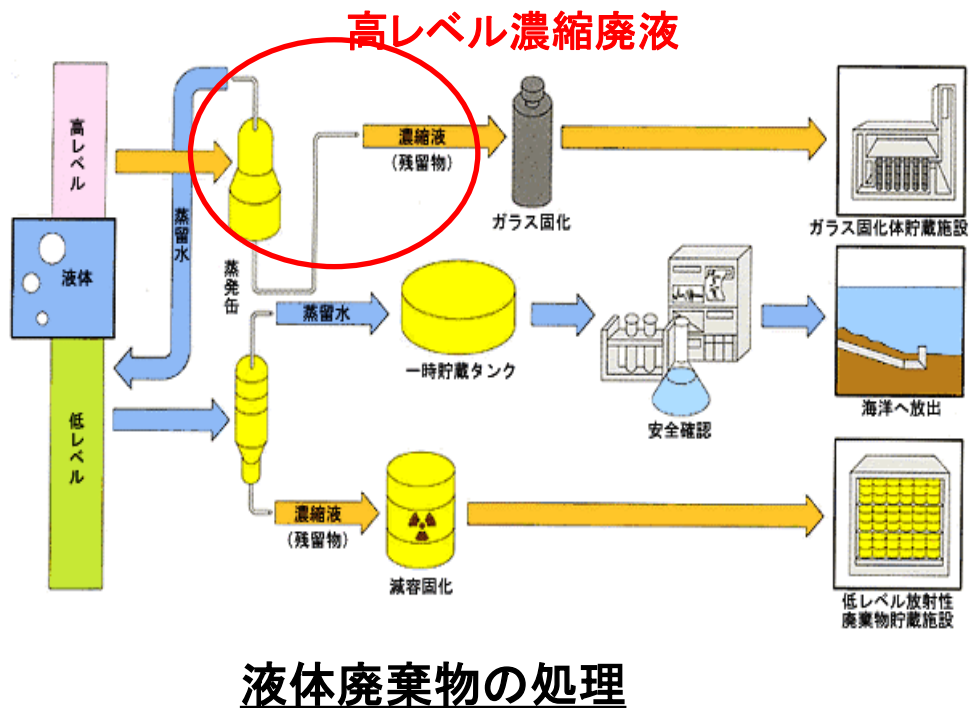 高レベル濃縮廃液
高レベル
濃縮液
(残留物)
ガラス固化
ガラス固化体貯蔵施設
蒸留水
液体
蒸発缶
蒸留水
一時貯蔵タンク
安全確認
海洋へ放出
低レベル
濃縮液
(残留物)
減容固化
低レベル放射性
廃棄物貯蔵施設
液体廃棄物の処理